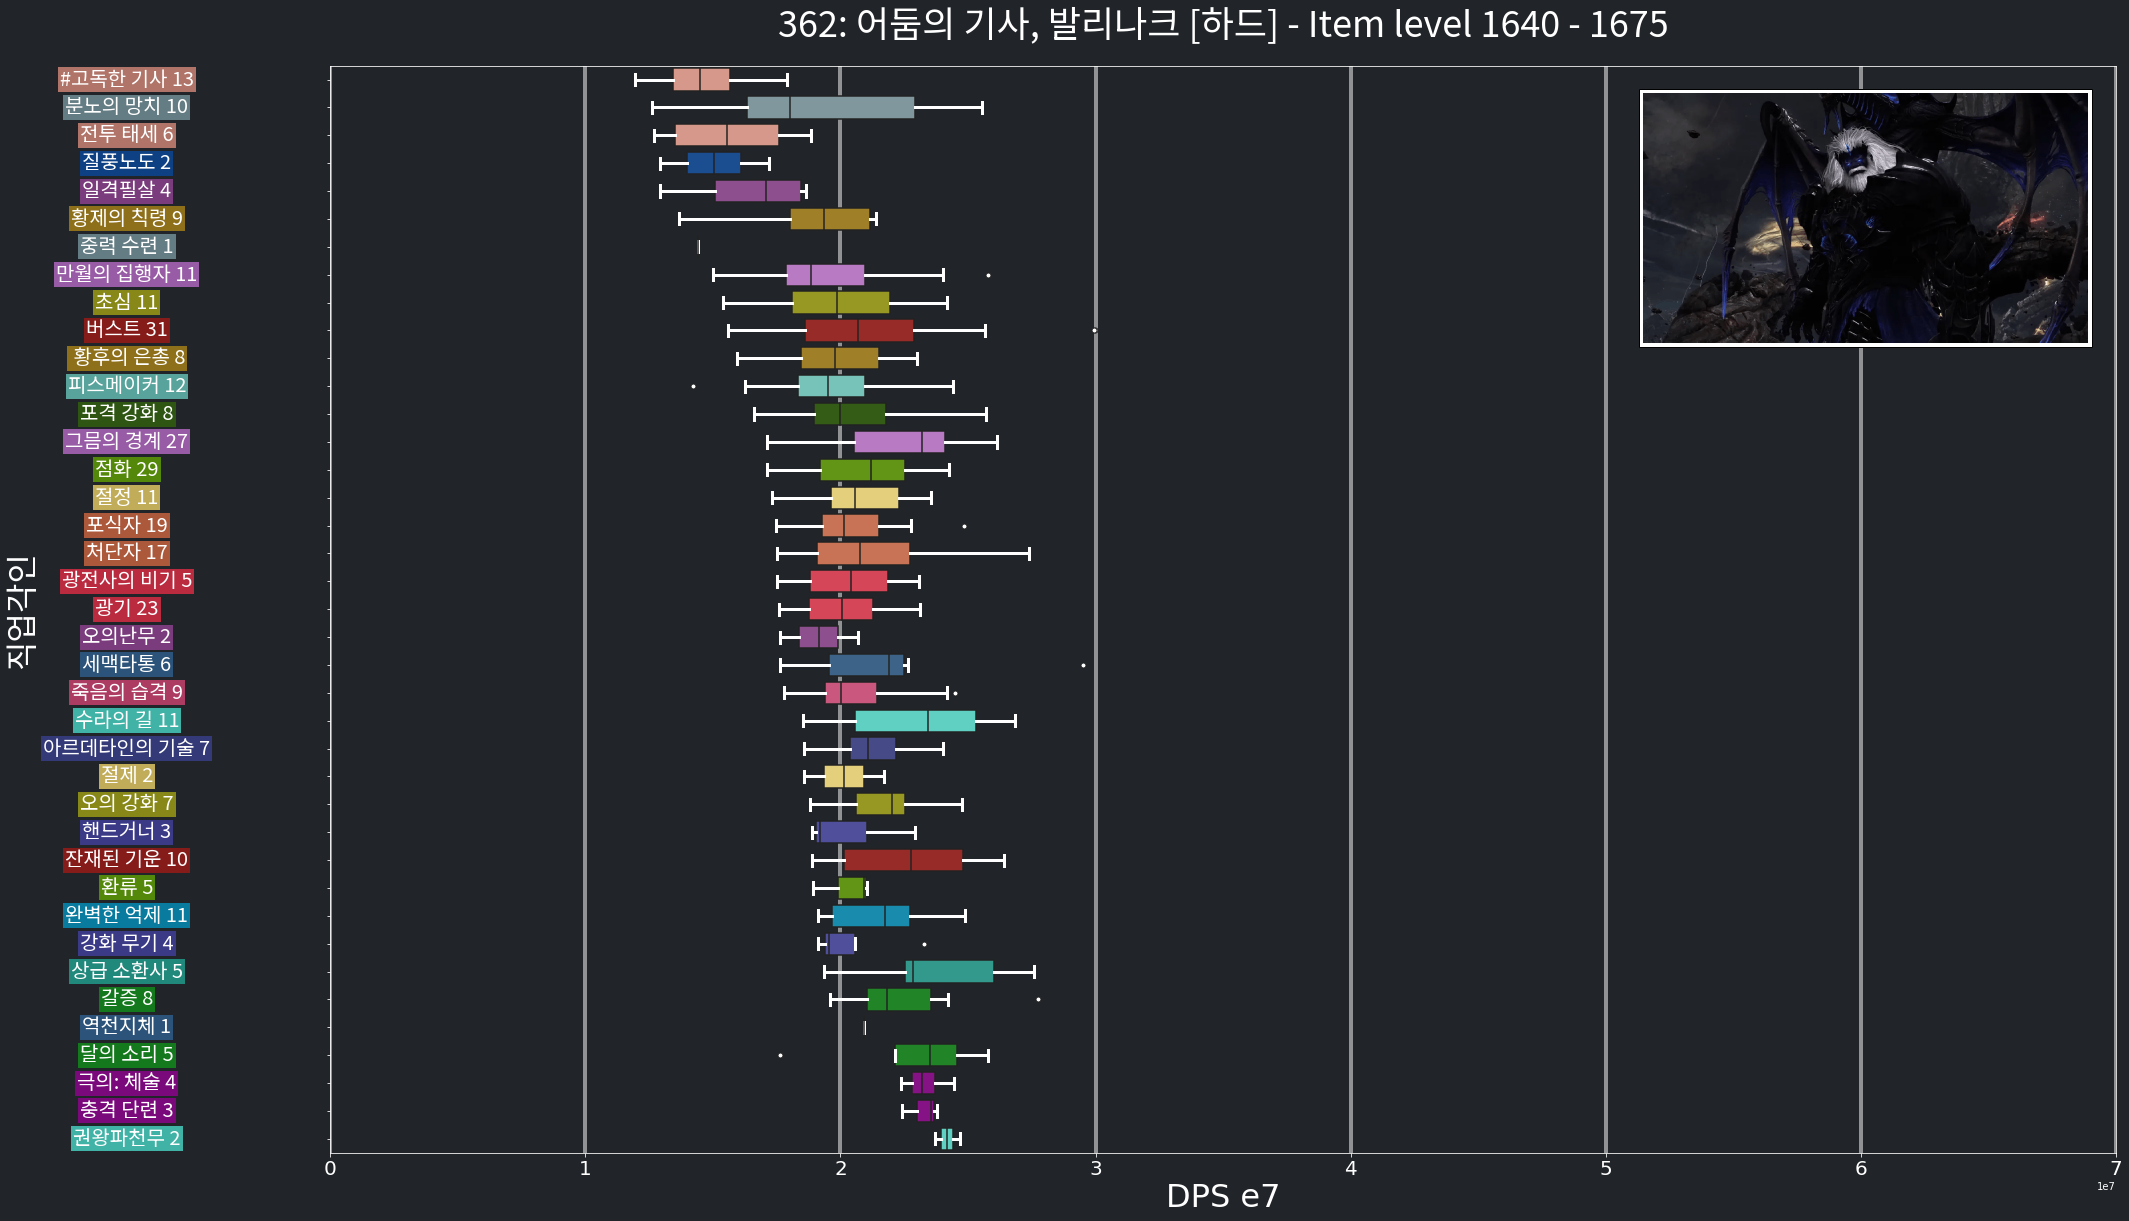 362: 어둠의 기사, 발리나크 [하드] - Item level 1640 - 1675
#고독한 기사 13
분노의 망치 10
전투 태세 6
질풍노도 2
일격필살 4
황제의 칙령 9
중력 수련 1
만월의 집행자 11
초심 11
버스트 31
황후의 은총 8
피스메이커 12
포격 강화 8
그믐의 경계 27
점화 29
절정 11
포식자 19
처단자 17
광전사의 비기 5
광기 23
오의난무 2
세맥타통 6
죽음의 습격 9
수라의 길 11
아르데타인의 기술 7
절제 2
오의 강화 7
핸드거너 3
잔재된 기운 10
환류 5
완벽한 억제 11
강화 무기 4
상급 소환사 5
갈증 8
역천지체 1
달의 소리 5
극의: 체술 4
충격 단련 3
권왕파천무 2
직업각인
0 1 2 3 4 5 6 7
1e7
DPS e7